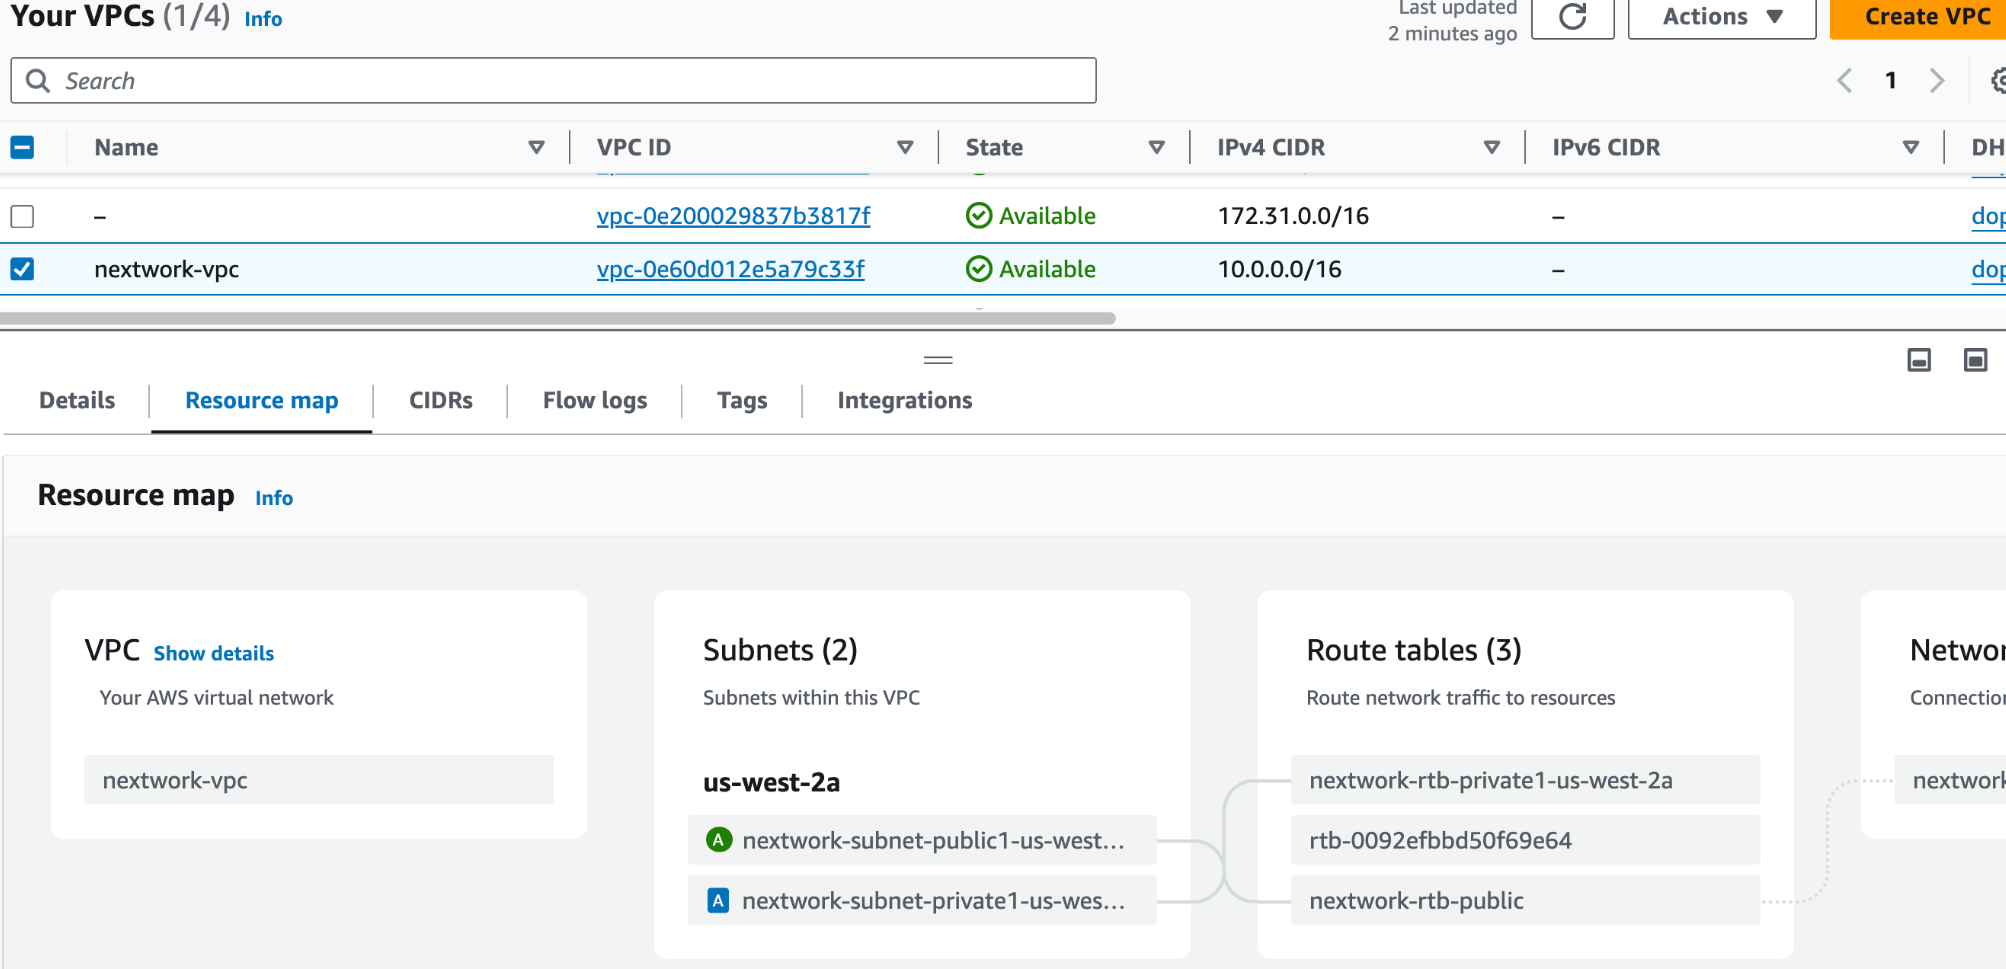 Your VPCs (1/4) Info
Last updated
2 minutes ago
Actions
Create VPC
Search
1
Name VPC ID State IPv4 CIDR IPv6 CIDR DH
– vpc-0e200029837b3817f Available 172.31.0.0/16 – dop
nextwork-vpc vpc-0e60d012e5a79c33f Available 10.0.0.0/16 – dop
Details Resource map CIDRs Flow logs Tags Integrations
Resource map Info
VPC Show details
Your AWS virtual network
nextwork-vpc
Subnets (2)
Subnets within this VPC
us-west-2a
A nextwork-subnet-public1-us-west...
A nextwork-subnet-private1-us-wes...
Route tables (3)
Route network traffic to resources
nextwork-rtb-private1-us-west-2a
rtb-0092efbbd50f69e64
nextwork-rtb-public
Networ
Connection
nextwork